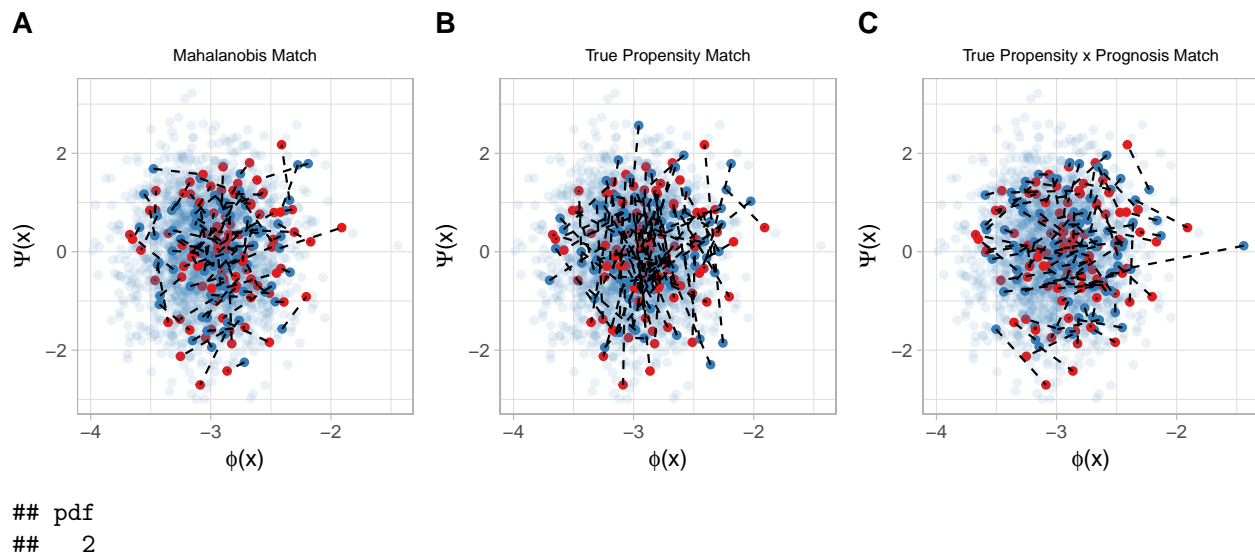 A
Mahalanobis Match
Ψ(x)
2
0
−2
−4
−3
−2
ϕ(x)
B
True Propensity Match
Ψ(x)
2
0
−2
−4
−3
−2
ϕ(x)
C
True Propensity x Prognosis Match
Ψ(x)
2
0
−2
−4
−3
−2
ϕ(x)
## pdf
##   2